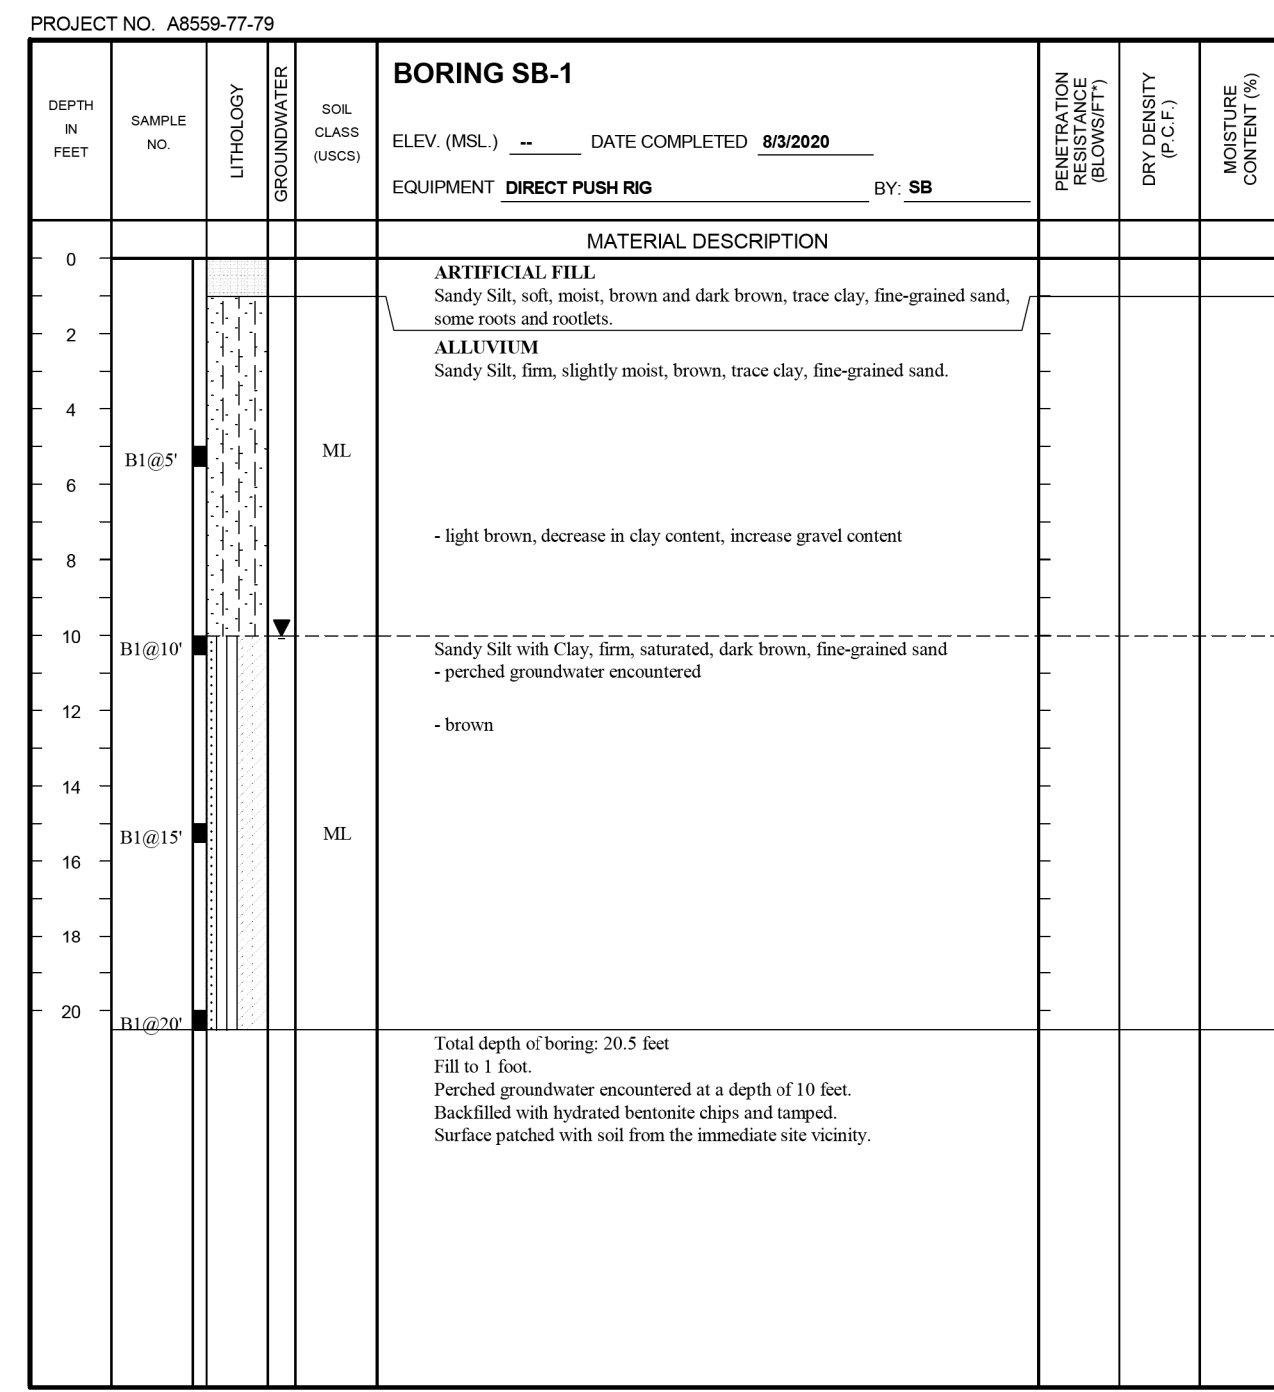 PROJECT NO. A8559-77-79
DEPTH
IN
FEET
SAMPLE
NO.
LITHOLOGY
GROUNDWATER
SOIL
CLASS
(USCS)
BORING SB-1
ELEV. (MSL.) -- DATE COMPLETED 8/3/2020
EQUIPMENT DIRECT PUSH RIG BY: SB
PENETRATION
RESISTANCE
(BLOWS/FT*)
DRY DENSITY
(P.C.F.)
MOISTURE
CONTENT (%)
MATERIAL DESCRIPTION
0
ARTIFICIAL FILL
Sandy Silt, soft, moist, brown and dark brown, trace clay, fine-grained sand,
some roots and rootlets.
2
ALLUVIUM
Sandy Silt, firm, slightly moist, brown, trace clay, fine-grained sand.
4
B1@5' ML
6
- light brown, decrease in clay content, increase gravel content
8
10
B1@10' Sandy Silt with Clay, firm, saturated, dark brown, fine-grained sand
- perched groundwater encountered
12
- brown
14
B1@15' ML
16
18
20
B1@20'
Total depth of boring: 20.5 feet
Fill to 1 foot.
Perched groundwater encountered at a depth of 10 feet.
Backfilled with hydrated bentonite chips and tamped.
Surface patched with soil from the immediate site vicinity.